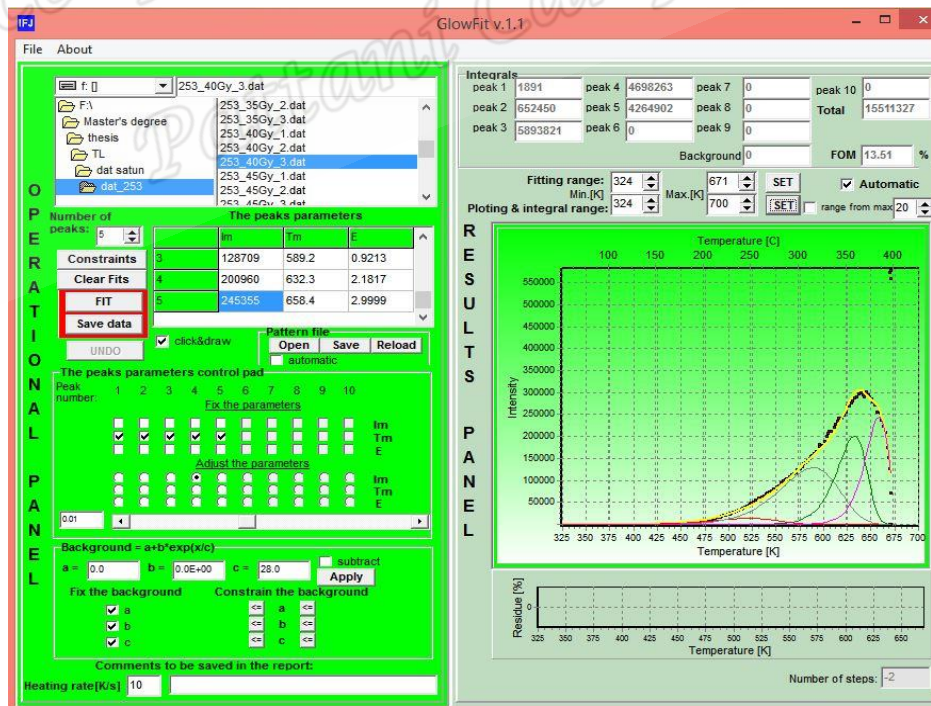 IFJ
GlowFit v.1.1
File About
f: []
253_40Gy_3.dat
F:\
Master's degree
thesis
TL
dat satun
dat_253
253_35Gy_2.dat
253_35Gy_3.dat
253_40Gy_1.dat
253_40Gy_2.dat
253_40Gy_3.dat
253_45Gy_1.dat
253_45Gy_2.dat
253_45Gy_3.dat
OPERATIONAL PANEL
Number of peaks: 5
The peaks parameters
Im Tm E
3 128709 589.2 0.9213
4 200960 632.3 2.1817
5 245355 658.4 2.9999
Constraints
Clear Fits
FIT
Save data
UNDO
click&draw
Pattern file
Open Save Reload
automatic
The peaks parameters control pad
Peak number: 1 2 3 4 5 6 7 8 9 10
Fix the parameters
Im
Tm
E
Adjust the parameters
Im
Tm
E
0.01
Background = a+b*exp(x/c)
a = 0.0 b = 0.0E+00 c = 28.0
subtract
Apply
Fix the background Constrain the background
a <= a <=
b <= b <=
c <= c <=
Comments to be saved in the report:
Heating rate[K/s] 10
Integrals
peak 1 1891 peak 4 4698263 peak 7 0 peak 10 0
peak 2 652450 peak 5 4264902 peak 8 0 Total 15511327
peak 3 5893821 peak 6 0 peak 9 0
Background 0 FOM 13.51 %
Fitting range: 324 671 SET Automatic
Min.[K] Max.[K]
Ploting & integral range: 324 700 SET range from max 20
RESULTS PANEL
Temperature [C]
100 150 200 250 300 350 400
Intensity
550000
500000
450000
400000
350000
300000
250000
200000
150000
100000
50000
325 350 375 400 425 450 475 500 525 550 575 600 625 650 675 700
Temperature [K]
Residue [%]
0
325 350 375 400 425 450 475 500 525 550 575 600 625 650
Temperature [K]
Number of steps: -2